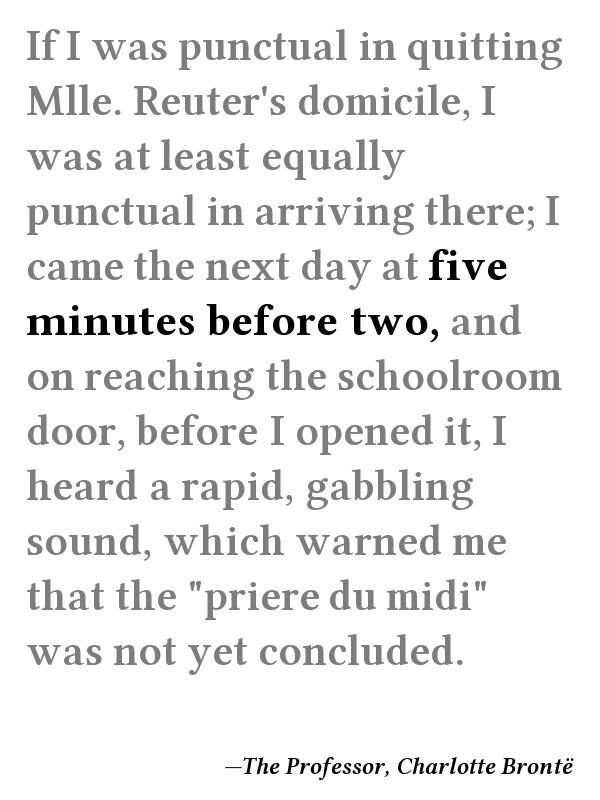 If I was punctual in quitting
Mlle. Reuter's domicile, I
was at least equally
punctual in arriving there; I
came the next day at five
minutes before two, and
on reaching the schoolroom
door, before I opened it, I
heard a rapid, gabbling
sound, which warned me
that the "priere du midi"
was not yet concluded.
—The Professor, Charlotte Brontë